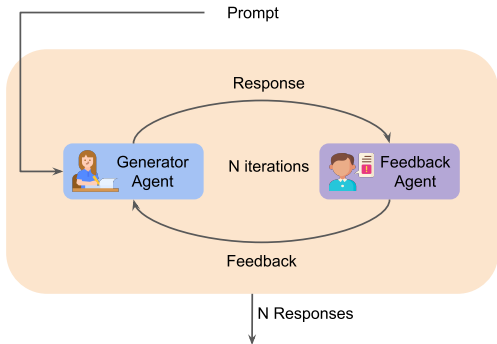 Prompt
Response
Generator
Agent
N iterations
Feedback
Agent
Feedback
N Responses